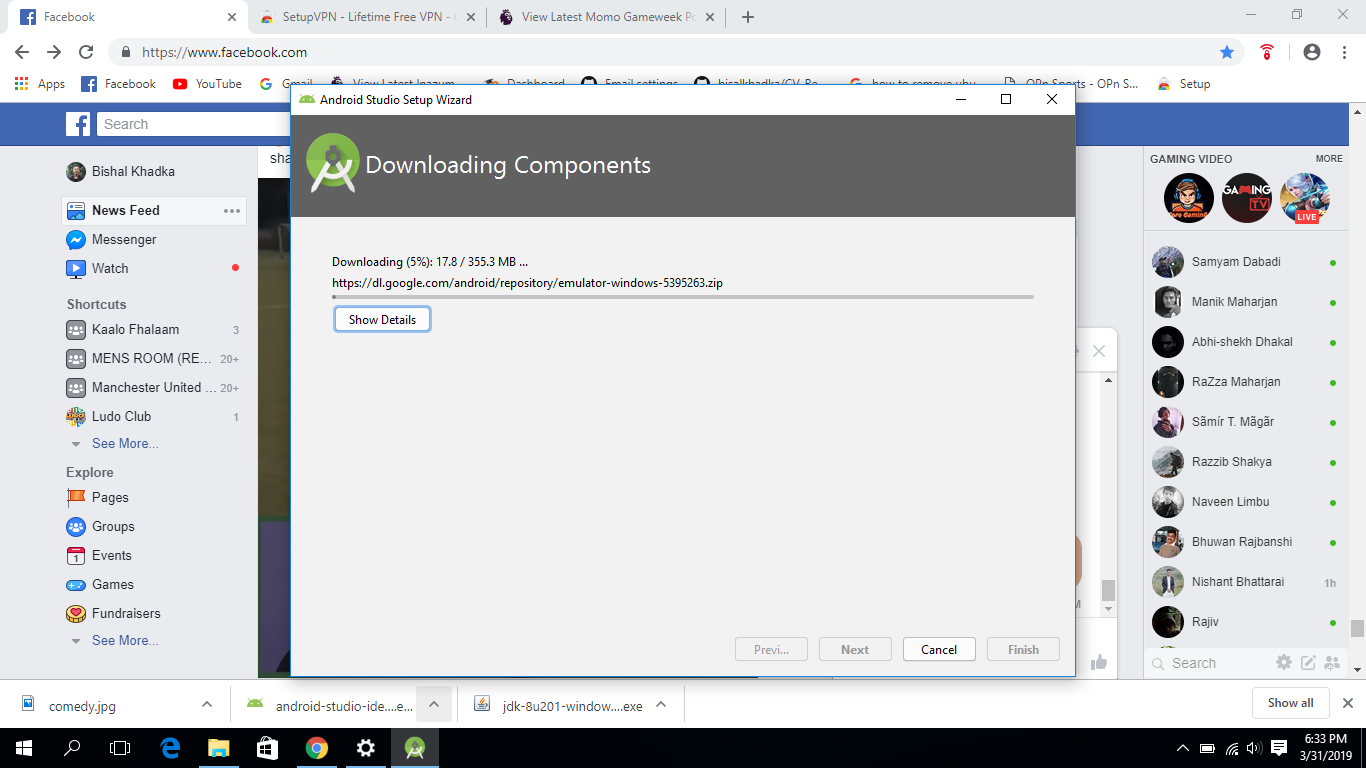 Facebook
SetupVPN - Lifetime Free VPN -
View Latest Momo Gameweek Po
https://www.facebook.com
Apps
Facebook
YouTube
Gmail
View Latest Inazum
Dashboard
Email settings
bisalkhadka/CV-Re
how to remove ubu
OPn Sports - OPn S...
Setup
Android Studio Setup Wizard
Search
Downloading Components
Bishal Khadka
sha
News Feed
Messenger
Watch
Shortcuts
Kaalo Fhalaam 3
MENS ROOM (RE... 20+
Manchester United ... 20+
Ludo Club 1
See More...
Explore
Pages
Groups
1
Events
Games
Fundraisers
See More...
Downloading (5%): 17.8 / 355.3 MB ...
https://dl.google.com/android/repository/emulator-windows-5395263.zip
Show Details
Previ...
Next
Cancel
Finish
GAMING VIDEO
MORE
GAMING
TV
LIVE
Samyam Dabadi
Manik Maharjan
Abhi-shekh Dhakal
RaZza Maharjan
Sãmír T. Mãgãr
Razzib Shakya
Naveen Limbu
Bhuwan Rajbanshi
Nishant Bhattarai 1h
Rajiv
Search
comedy.jpg
android-studio-ide....e...
jdk-8u201-window....exe
Show all
6:33 PM
3/31/2019